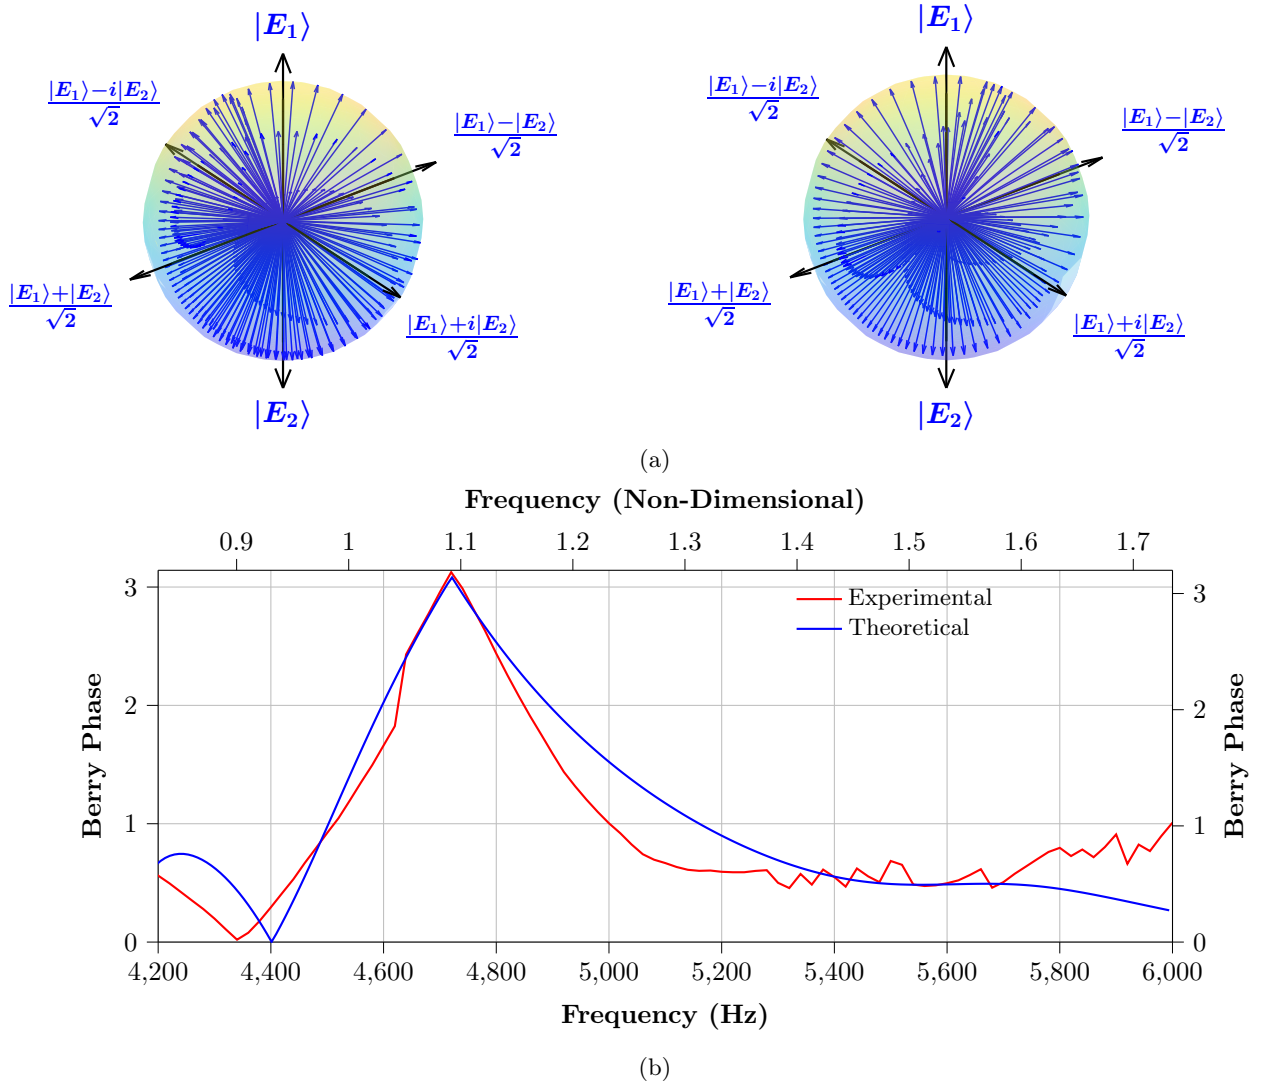 |E₁⟩ |E₁⟩
|E₁⟩−i|E₂⟩/√2 |E₁⟩−|E₂⟩/√2 |E₁⟩−i|E₂⟩/√2 |E₁⟩−|E₂⟩/√2
|E₁⟩+|E₂⟩/√2 |E₁⟩+i|E₂⟩/√2 |E₁⟩+|E₂⟩/√2 |E₁⟩+i|E₂⟩/√2
|E₂⟩ |E₂⟩
(a)
Frequency (Non-Dimensional)
0.9 1 1.1 1.2 1.3 1.4 1.5 1.6 1.7
Berry Phase
3
2
1
0
Experimental
Theoretical
3
2
1
0
Berry Phase
4,200 4,400 4,600 4,800 5,000 5,200 5,400 5,600 5,800 6,000
Frequency (Hz)
(b)